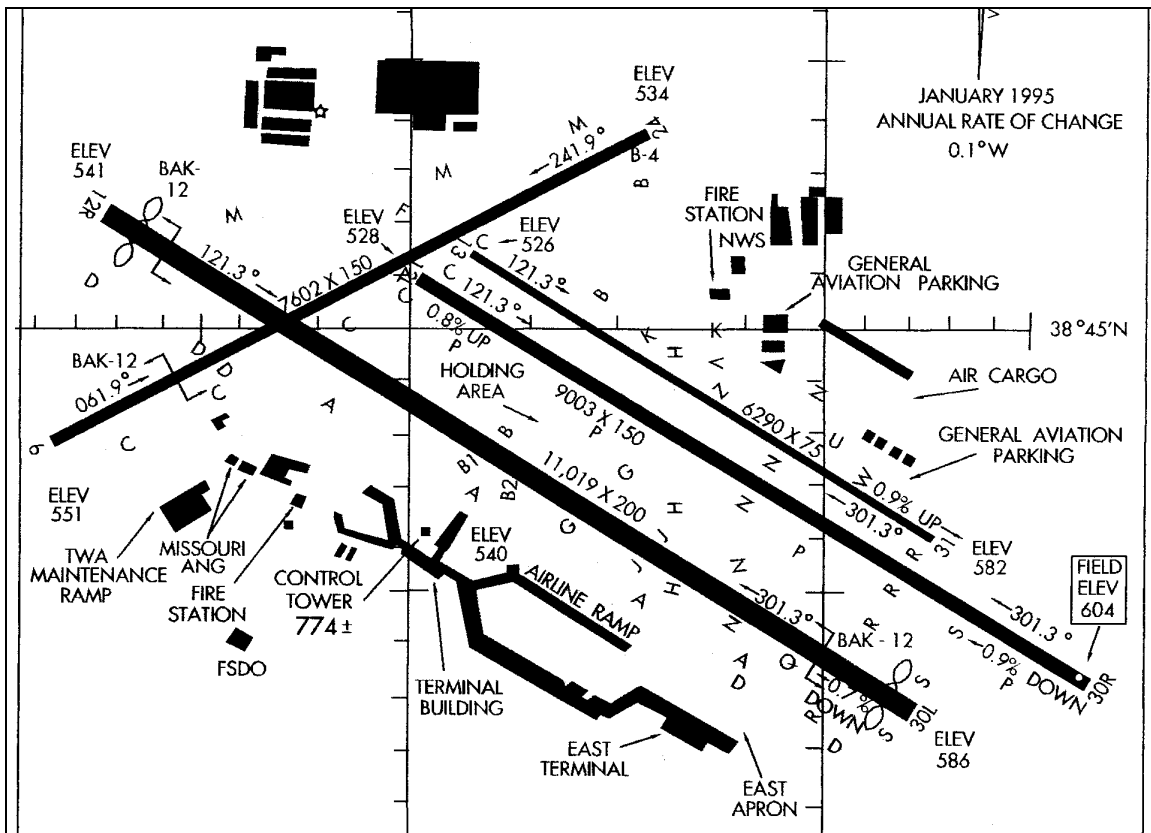 JANUARY 1995
ANNUAL RATE OF CHANGE
0.1°W
ELEV
534
24
M
241.9°
B-4
B
M
ELEV
541
BAK-
12
12R
M
F
ELEV
528
ELEV
526
C
13
FIRE
STATION
NWS
GENERAL
AVIATION PARKING
D
121.3°
7602 X 150
A
12L
C
C
121.3°
121.3°
B
0.8% UP
P
C
K
H
K
V
N
V
N
38°45'N
D
D
BAK-12
C
061.9°
6
C
HOLDING
AREA
AIR CARGO
A
B
P
9003 X 150
6290 X 75
U
GENERAL AVIATION
PARKING
B1
A
B2
11,019 X 200
G
G
H
H
N
N
N
W
0.9% UP
301.3°
31
ELEV
582
ELEV
551
TWA
MAINTENANCE
RAMP
MISSOURI
ANG
FIRE
STATION
FSDO
CONTROL
TOWER
774±
ELEV
540
AIRLINE RAMP
J
J
H
A
N
N
P
R
R
R
301.3°
FIELD
ELEV
604
301.3°
BAK - 12
S
0.9%
DOWN
P
30R
N
A
D
Q
0.7%
DOWN
R
D
S
S
30L
ELEV
586
TERMINAL
BUILDING
EAST
TERMINAL
EAST
APRON